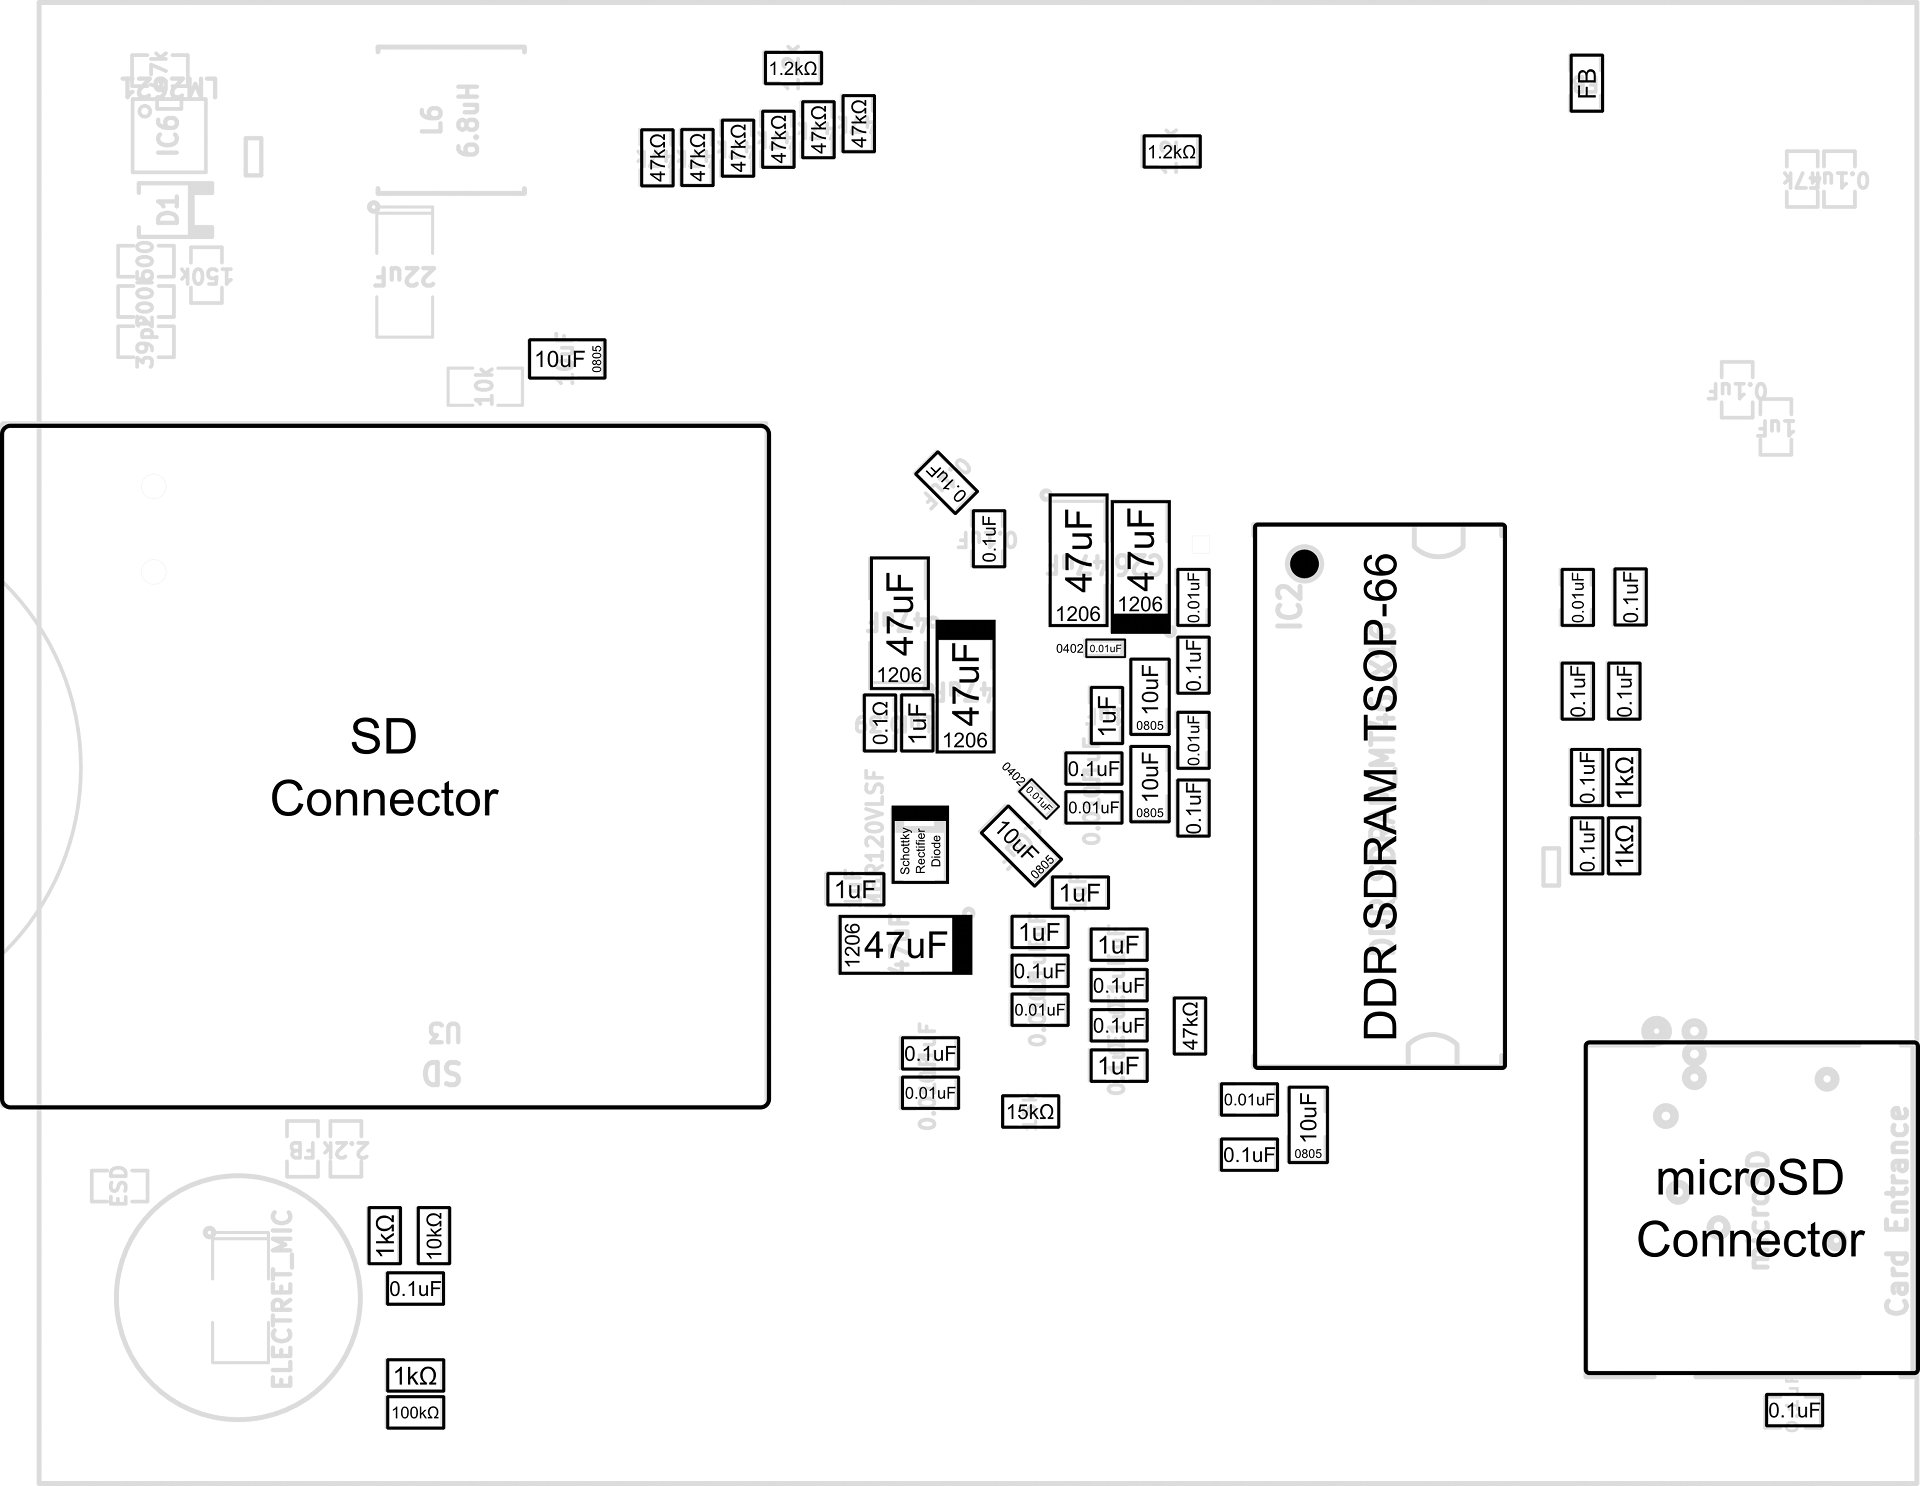 1.2kΩ
FB
47kΩ
47kΩ
47kΩ
47kΩ
47kΩ
47kΩ
1.2kΩ
LM2621
IC6
L6
6.8uH
D1
150k
22uF
10uF
0805
10k
0.1uF
0.1uF
1uF
SD
Connector
0.1uF
0.1uF
47uF
1206
47uF
1206
47uF
1206
47uF
1206
0.1Ω
1uF
0402
0.01uF
0.01uF
0.1uF
0.01uF
0.1uF
1uF
10uF
0805
10uF
0805
0.1uF
0.01uF
0402
0.01uF
10uF
0805
Schottky
Rectifier
Diode
1uF
1uF
1206
47uF
1uF
0.1uF
0.01uF
1uF
0.1uF
0.1uF
1uF
47kΩ
0.1uF
0.01uF
15kΩ
IC2
DDR SDRAM TSOP-66
0.01uF
0.1uF
0.1uF
0.1uF
0.1uF
1kΩ
0.1uF
1kΩ
0.01uF
0.1uF
10uF
0805
U3
SD
FB
2.2k
ESD
ELECTRET_MIC
1kΩ
10kΩ
0.1uF
1kΩ
100kΩ
microSD
Connector
microSD
Card Entrance
0.1uF